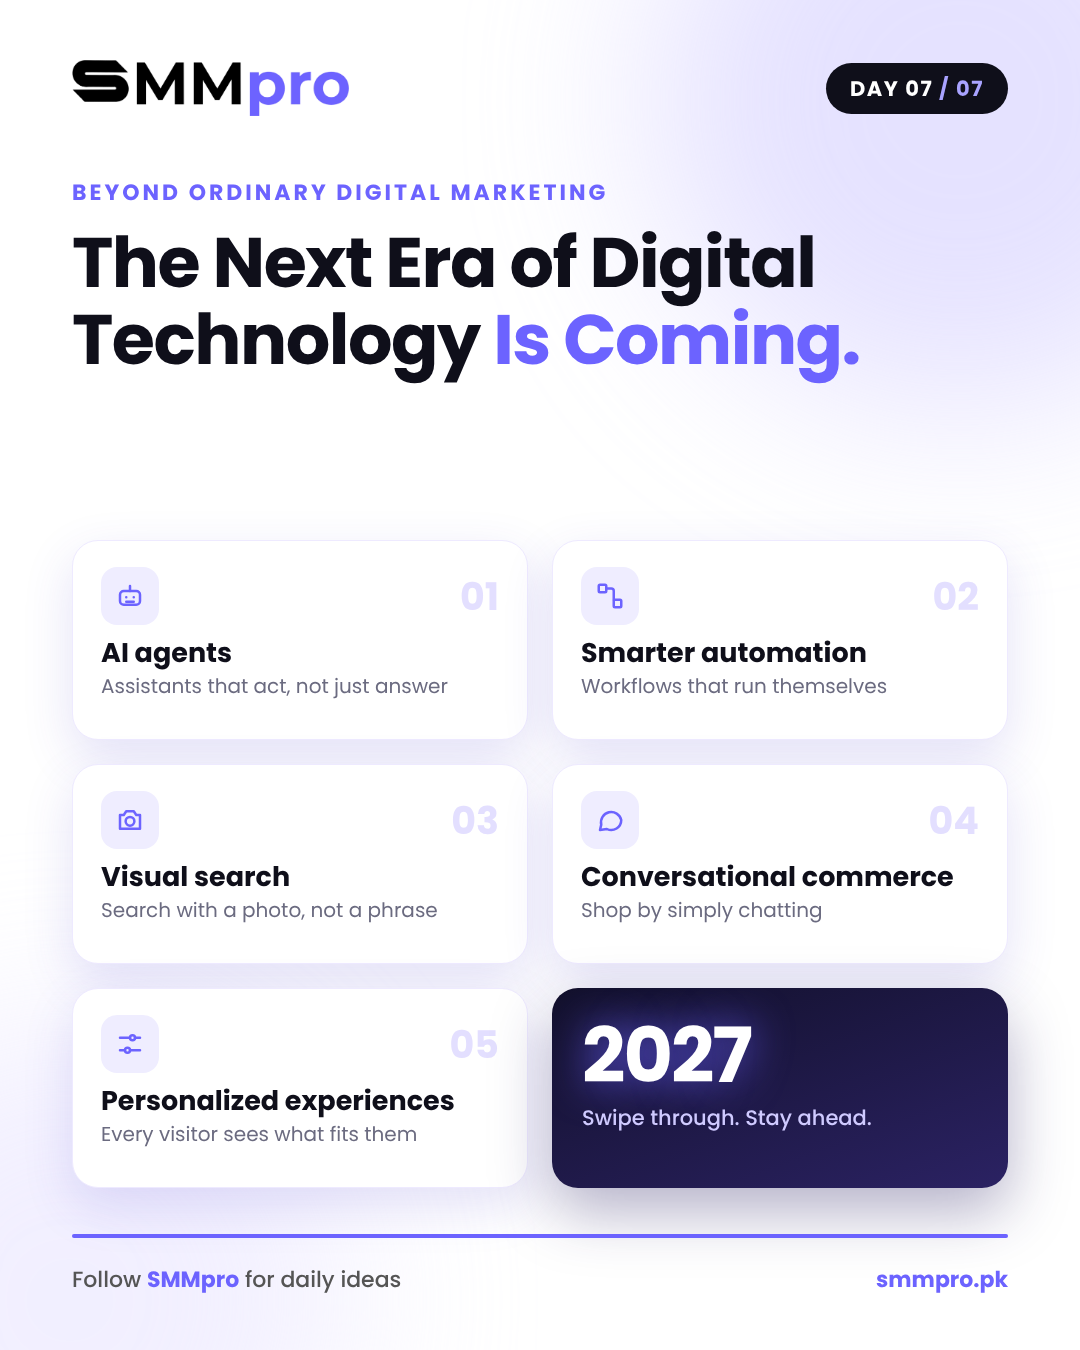 SMMpro
DAY 07 / 07
BEYOND ORDINARY DIGITAL MARKETING
The Next Era of Digital
Technology Is Coming.
01
AI agents
Assistants that act, not just answer
02
Smarter automation
Workflows that run themselves
03
Visual search
Search with a photo, not a phrase
04
Conversational commerce
Shop by simply chatting
05
Personalized experiences
Every visitor sees what fits them
2027
Swipe through. Stay ahead.
Follow SMMpro for daily ideas
smmpro.pk